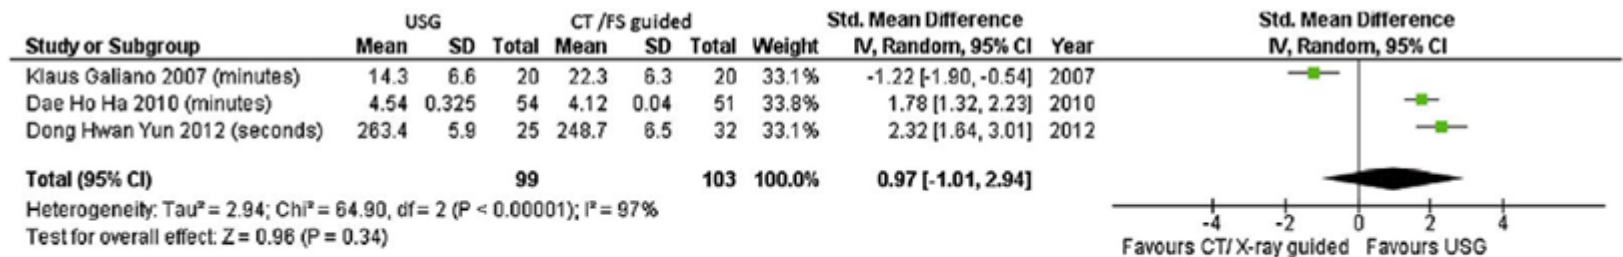 USG CT /FS guided Std. Mean Difference Std. Mean Difference
Study or Subgroup Mean SD Total Mean SD Total Weight IV, Random, 95% CI Year IV, Random, 95% CI
Klaus Galiano 2007 (minutes) 14.3 6.6 20 22.3 6.3 20 33.1% -1.22 [-1.90, -0.54] 2007
Dae Ho Ha 2010 (minutes) 4.54 0.325 54 4.12 0.04 51 33.8% 1.78 [1.32, 2.23] 2010
Dong Hwan Yun 2012 (seconds) 263.4 5.9 25 248.7 6.5 32 33.1% 2.32 [1.64, 3.01] 2012
Total (95% CI) 99 103 100.0% 0.97 [-1.01, 2.94]
Heterogeneity: Tau² = 2.94; Chi² = 64.90, df = 2 (P < 0.00001); I² = 97%
Test for overall effect: Z = 0.96 (P = 0.34)
-4 -2 0 2 4
Favours CT/ X-ray guided Favours USG